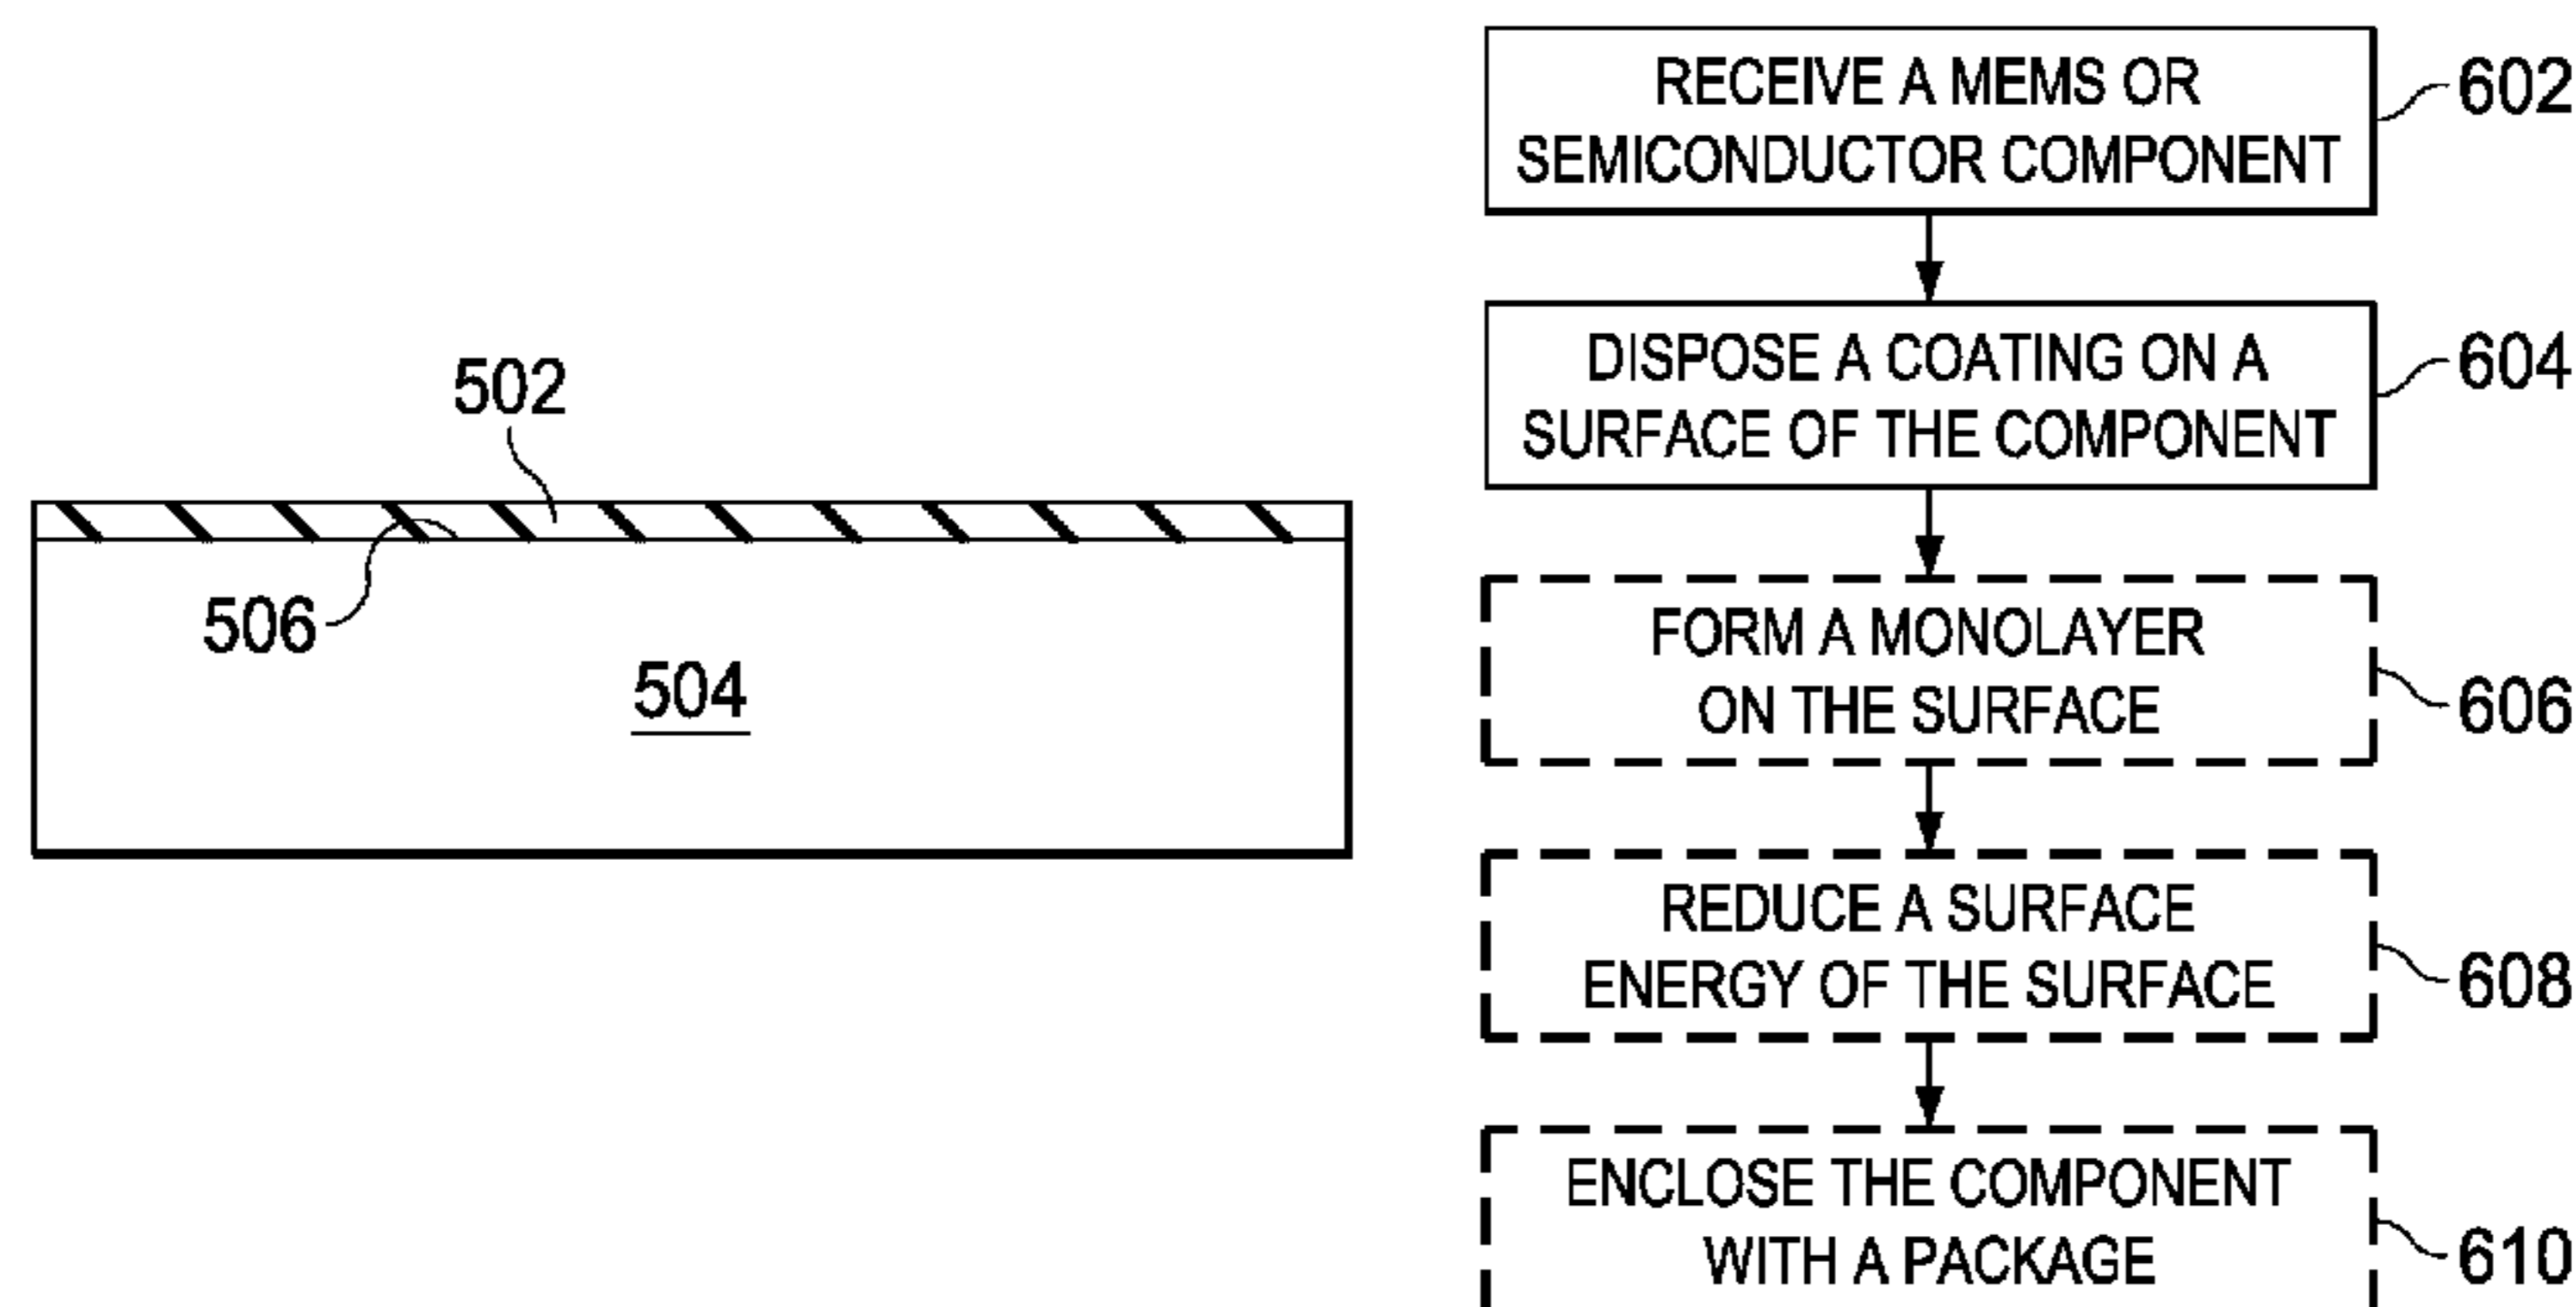 502
506
504
RECEIVE A MEMS OR
SEMICONDUCTOR COMPONENT
602
DISPOSE A COATING ON A
SURFACE OF THE COMPONENT
604
FORM A MONOLAYER
ON THE SURFACE
606
REDUCE A SURFACE
ENERGY OF THE SURFACE
608
ENCLOSE THE COMPONENT
WITH A PACKAGE
610